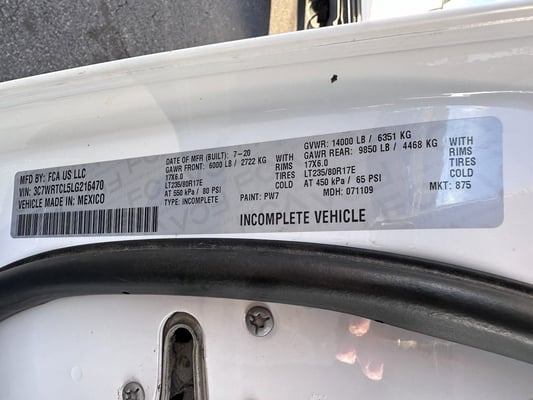 MFD BY: FCA US LLC
VIN: 3C7WRTCL5LG216470
VEHICLE MADE IN: MEXICO
DATE OF MFR (BUILT): 7-20
GAWR FRONT: 6000 LB / 2722 KG
17X6.0
LT235/80R17E
AT 550 kPa / 80 PSI
TYPE: INCOMPLETE
WITH
RIMS
TIRES
COLD
PAINT: PW7
GVWR: 14000 LB / 6351 KG
GAWR REAR: 9850 LB / 4468 KG
17X6.0
LT235/80R17E
AT 450 kPa / 65 PSI
MDH: 071109
WITH
RIMS
TIRES
COLD
MKT: 875
INCOMPLETE VEHICLE